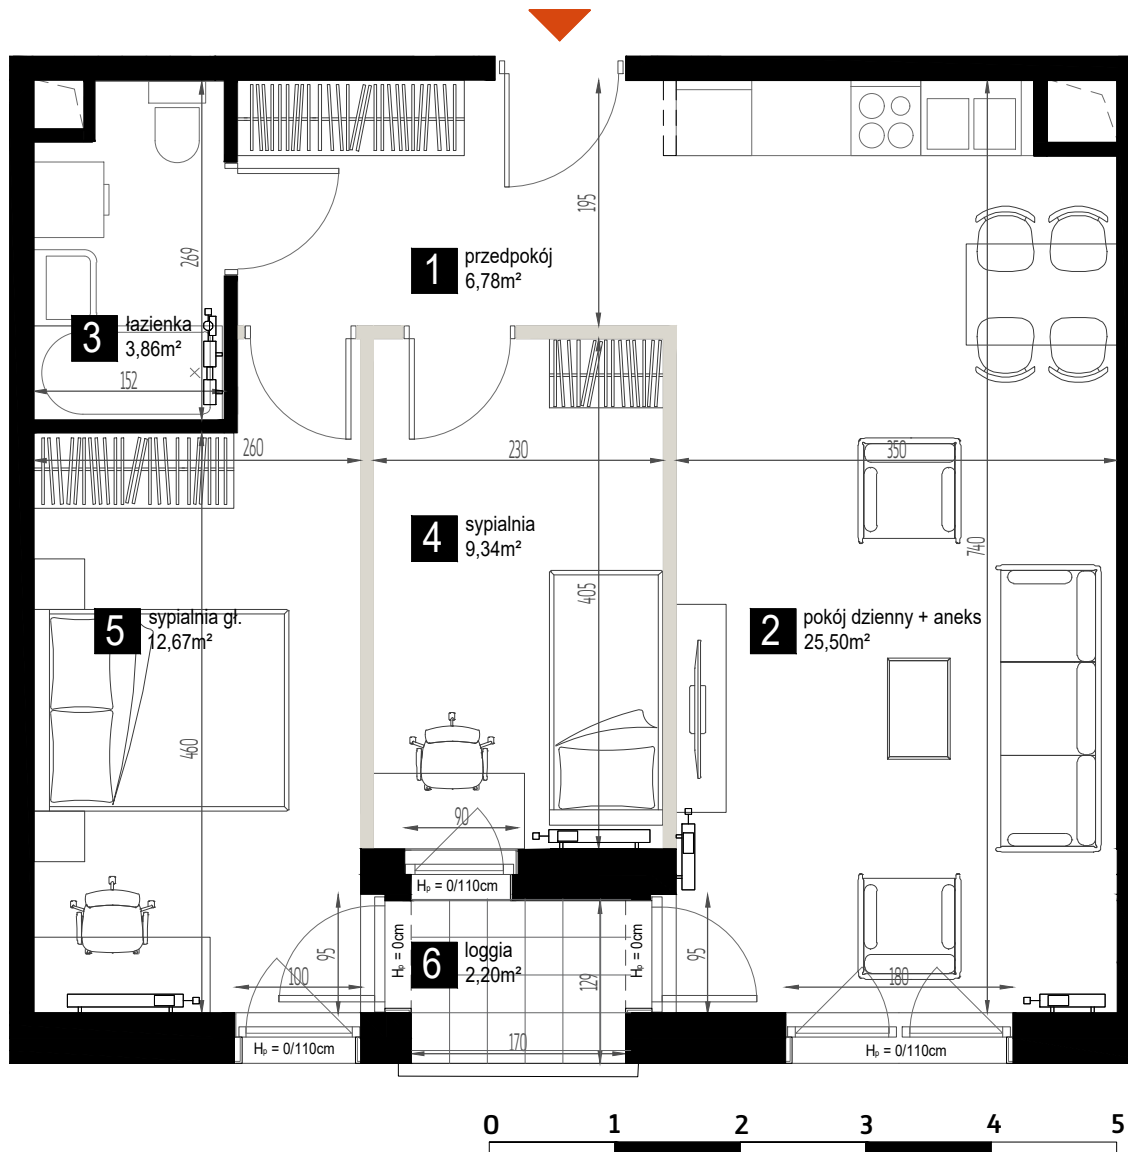 195
1
przedpokój
6,78m²
269
3
łazienka
3,86m²
152
260
230
350
4
sypialnia
9,34m²
740
405
5
sypialnia gł.
12,67m²
2
pokój dzienny + aneks
25,50m²
460
90
Hₚ = 0/110cm
95
Hₚ = 0cm
6
loggia
2,20m²
Hₚ = 0cm
95
100
129
180
170
Hₚ = 0/110cm
Hₚ = 0/110cm
0 1 2 3 4 5